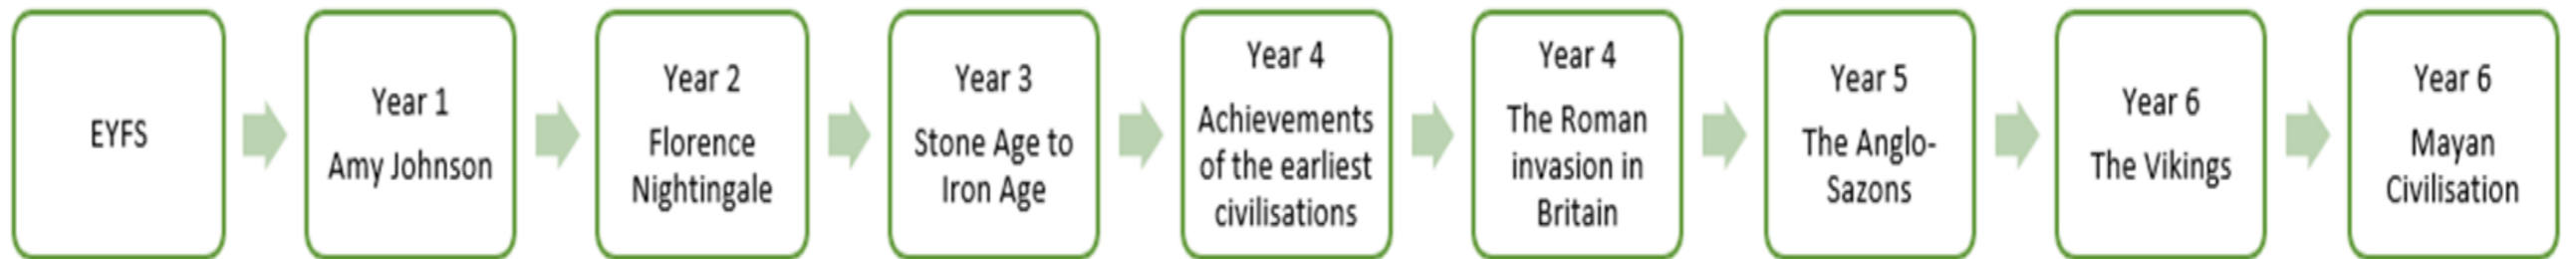 EYFS
Year 1
Amy Johnson
Year 2
Florence
Nightingale
Year 3
Stone Age to
Iron Age
Year 4
Achievements
of the earliest
civilisations
Year 4
The Roman
invasion in
Britain
Year 5
The Anglo-
Sazons
Year 6
The Vikings
Year 6
Mayan
Civilisation